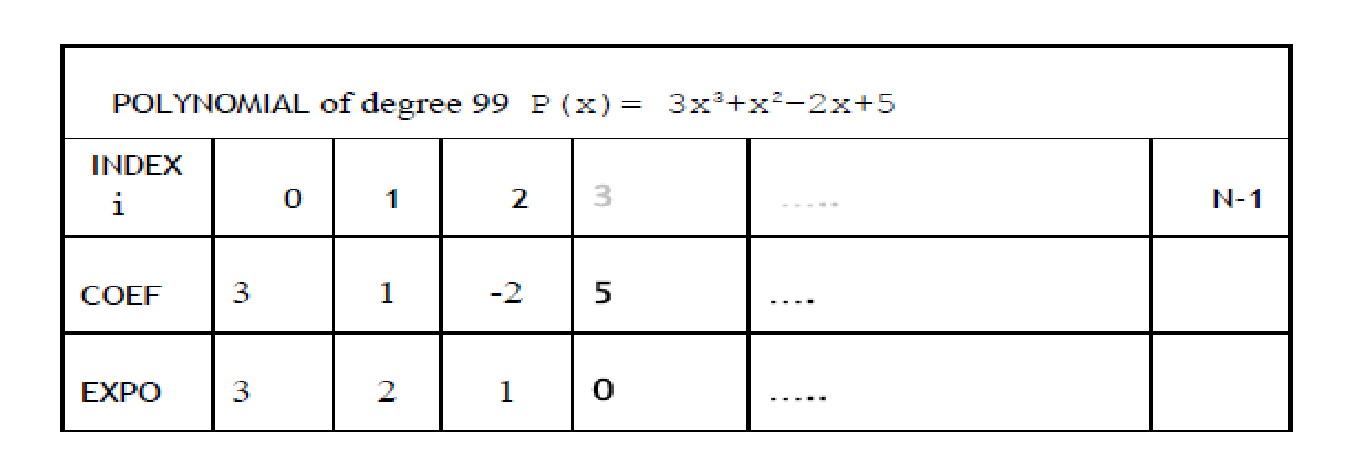 POLYNOMIAL of degree 99 P(x)= 3x³+x²-2x+5
INDEX
i 0 1 2 3 ..... N-1
COEF 3 1 -2 5 ....
EXPO 3 2 1 0 .....